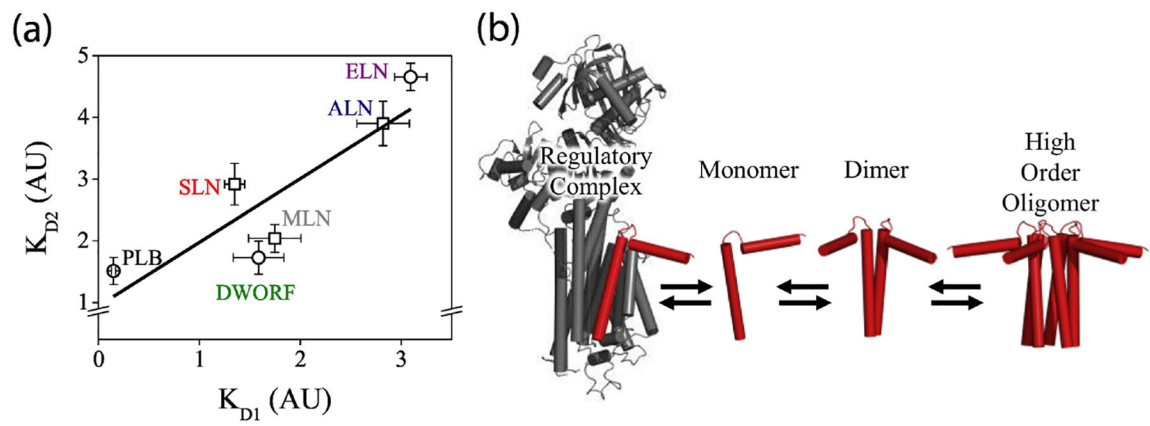 (a)
K_D2 (AU)
5
4
3
2
1
ELN
ALN
SLN
MLN
PLB
DWORF
0
1
2
3
K_D1 (AU)
(b)
Regulatory
Complex
Monomer
Dimer
High
Order
Oligomer